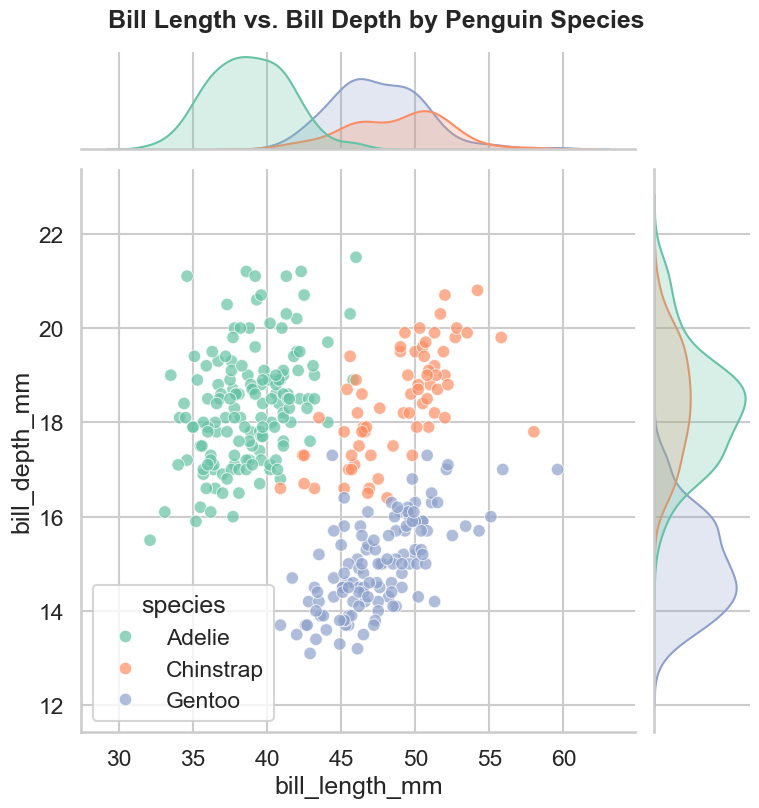 Bill Length vs. Bill Depth by Penguin Species
22
20
18
16
14
12
bill_depth_mm
species
Adelie
Chinstrap
Gentoo
30 35 40 45 50 55 60
bill_length_mm